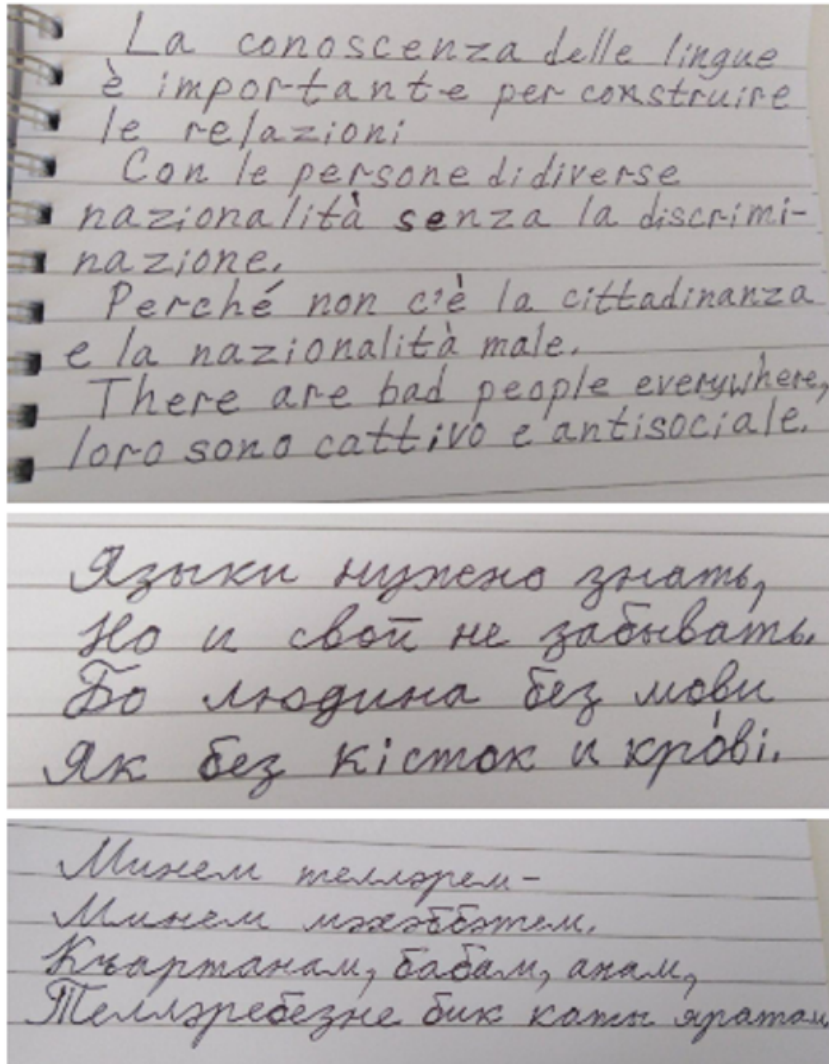 La conoscenza delle lingue
è importante per construire
le relazioni
Con le persone di diverse
nazionalità senza la discrimi-
nazione.
Perché non c'è la cittadinanza
e la nazionalità male.
There are bad people everywhere,
loro sono cattivo e antisociale.
Языки нужно знать,
Но и свой не забывать.
Бо людина без мови
Як без кісток и крові.
Минем телләрем-
Минем мәхәббәтем.
Къартанам, бабам, анам,
Телләребезне бик каты яратам